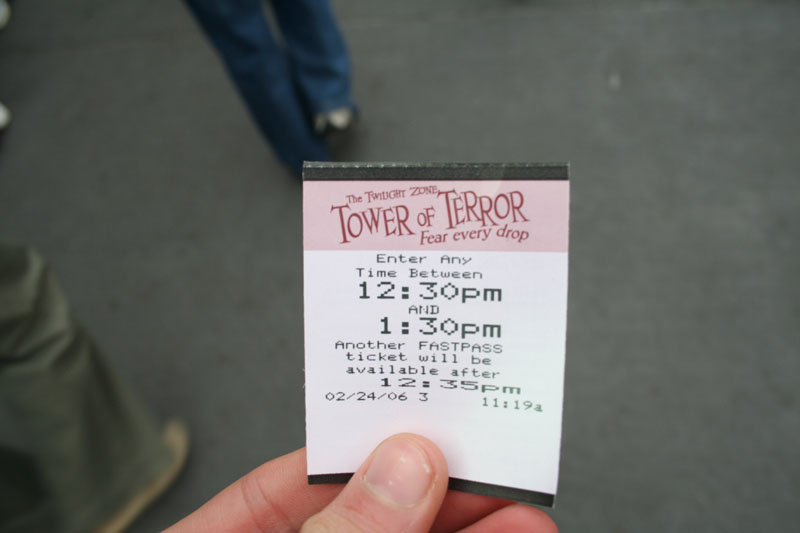 The Twilight Zone
Tower of Terror
Fear every drop
Enter Any
Time Between
12:30pm
AND
1:30pm
Another FASTPASS
ticket will be
available after
12:35pm
02/24/06 3 11:19a